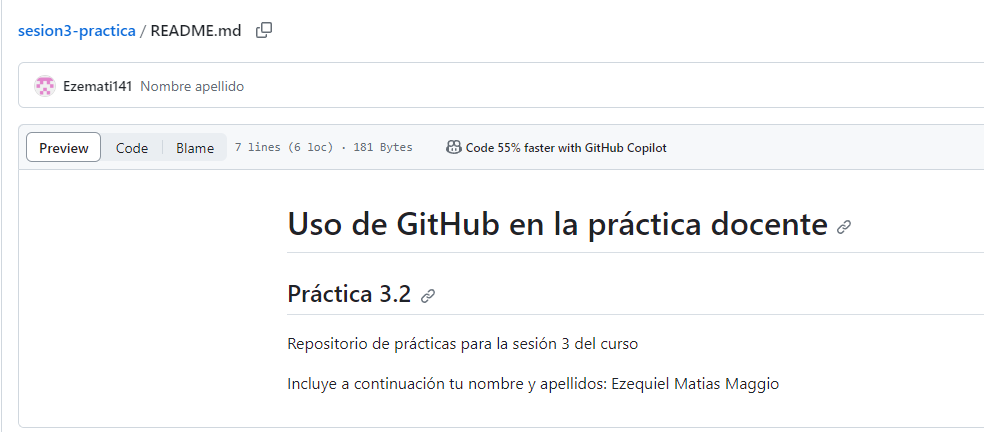 sesion3-practica / README.md
Ezemati141 Nombre apellido
Preview Code Blame 7 lines (6 loc) · 181 Bytes Code 55% faster with GitHub Copilot
Uso de GitHub en la práctica docente
Práctica 3.2
Repositorio de prácticas para la sesión 3 del curso
Incluye a continuación tu nombre y apellidos: Ezequiel Matias Maggio